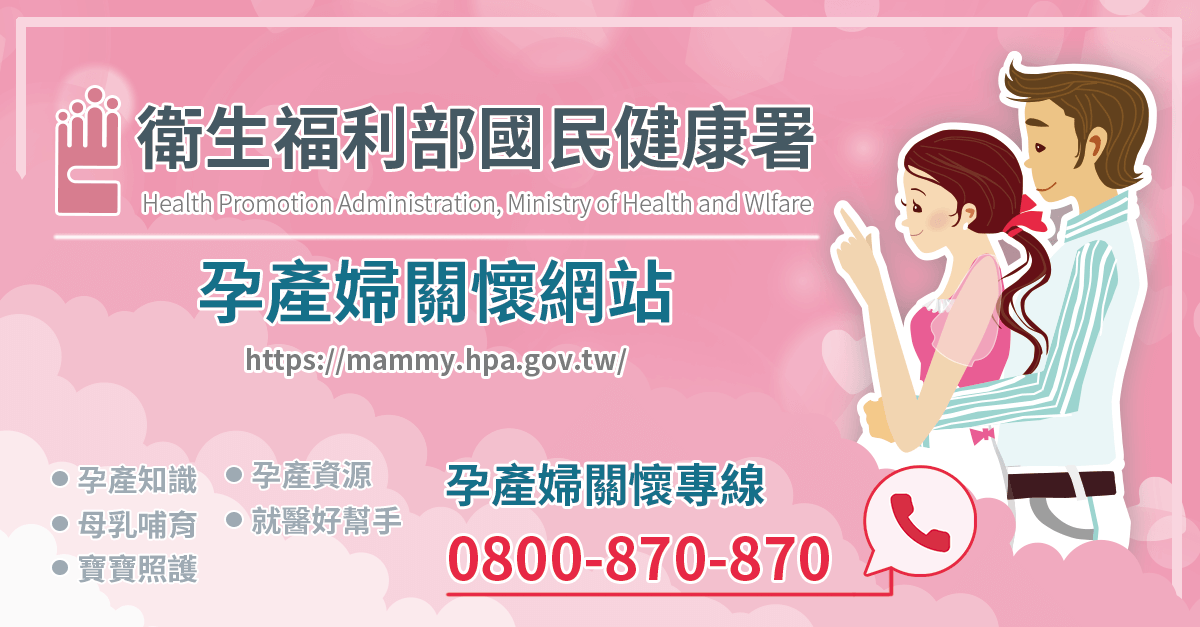 衛生福利部國民健康署
Health Promotion Administration, Ministry of Health and Wlfare
孕產婦關懷網站
https://mammy.hpa.gov.tw/
● 孕產知識
● 孕產資源
● 母乳哺育
● 就醫好幫手
● 寶寶照護
孕產婦關懷專線
0800-870-870